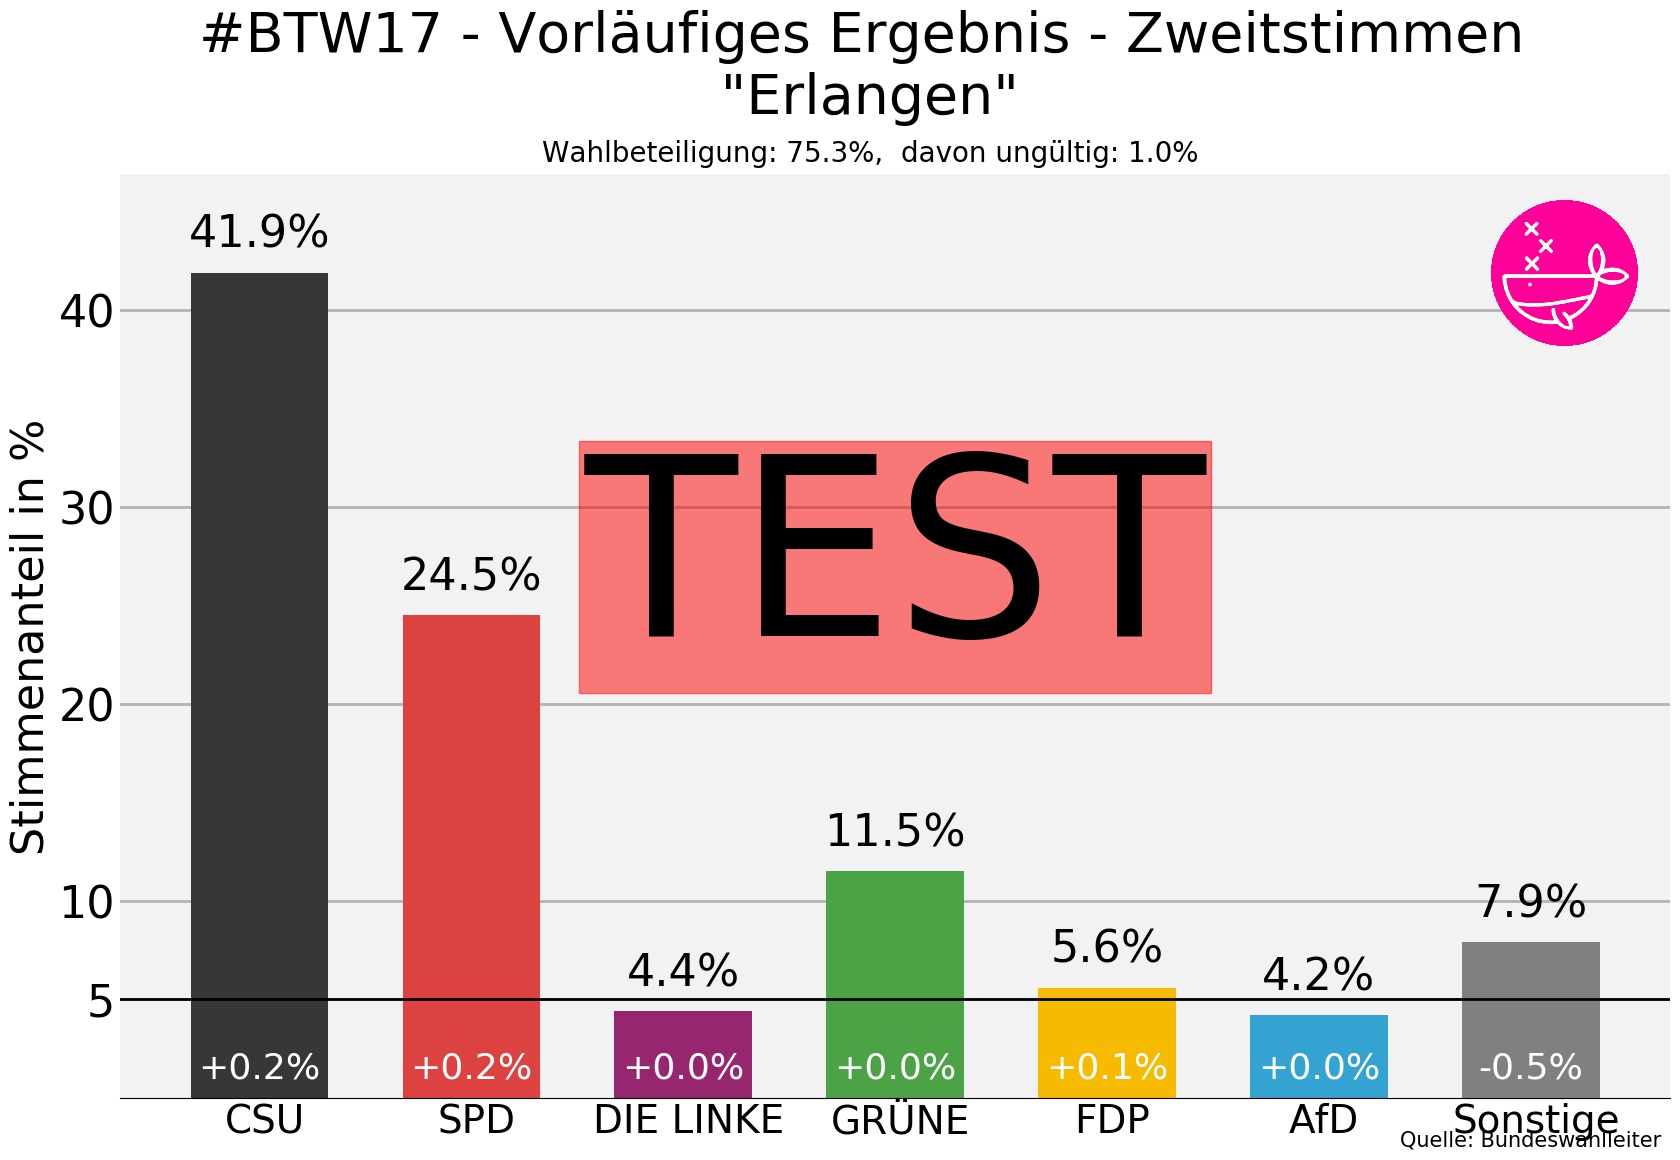 #BTW17 - Vorläufiges Ergebnis - Zweitstimmen
"Erlangen"
Wahlbeteiligung: 75.3%,  davon ungültig: 1.0%
Stimmenanteil in %
40
30
20
10
5
41.9%
24.5%
4.4%
11.5%
5.6%
4.2%
7.9%
TEST
+0.2%
+0.2%
+0.0%
+0.0%
+0.1%
+0.0%
-0.5%
CSU
SPD
DIE LINKE
GRÜNE
FDP
AfD
Sonstige
Quelle: Bundeswahlleiter